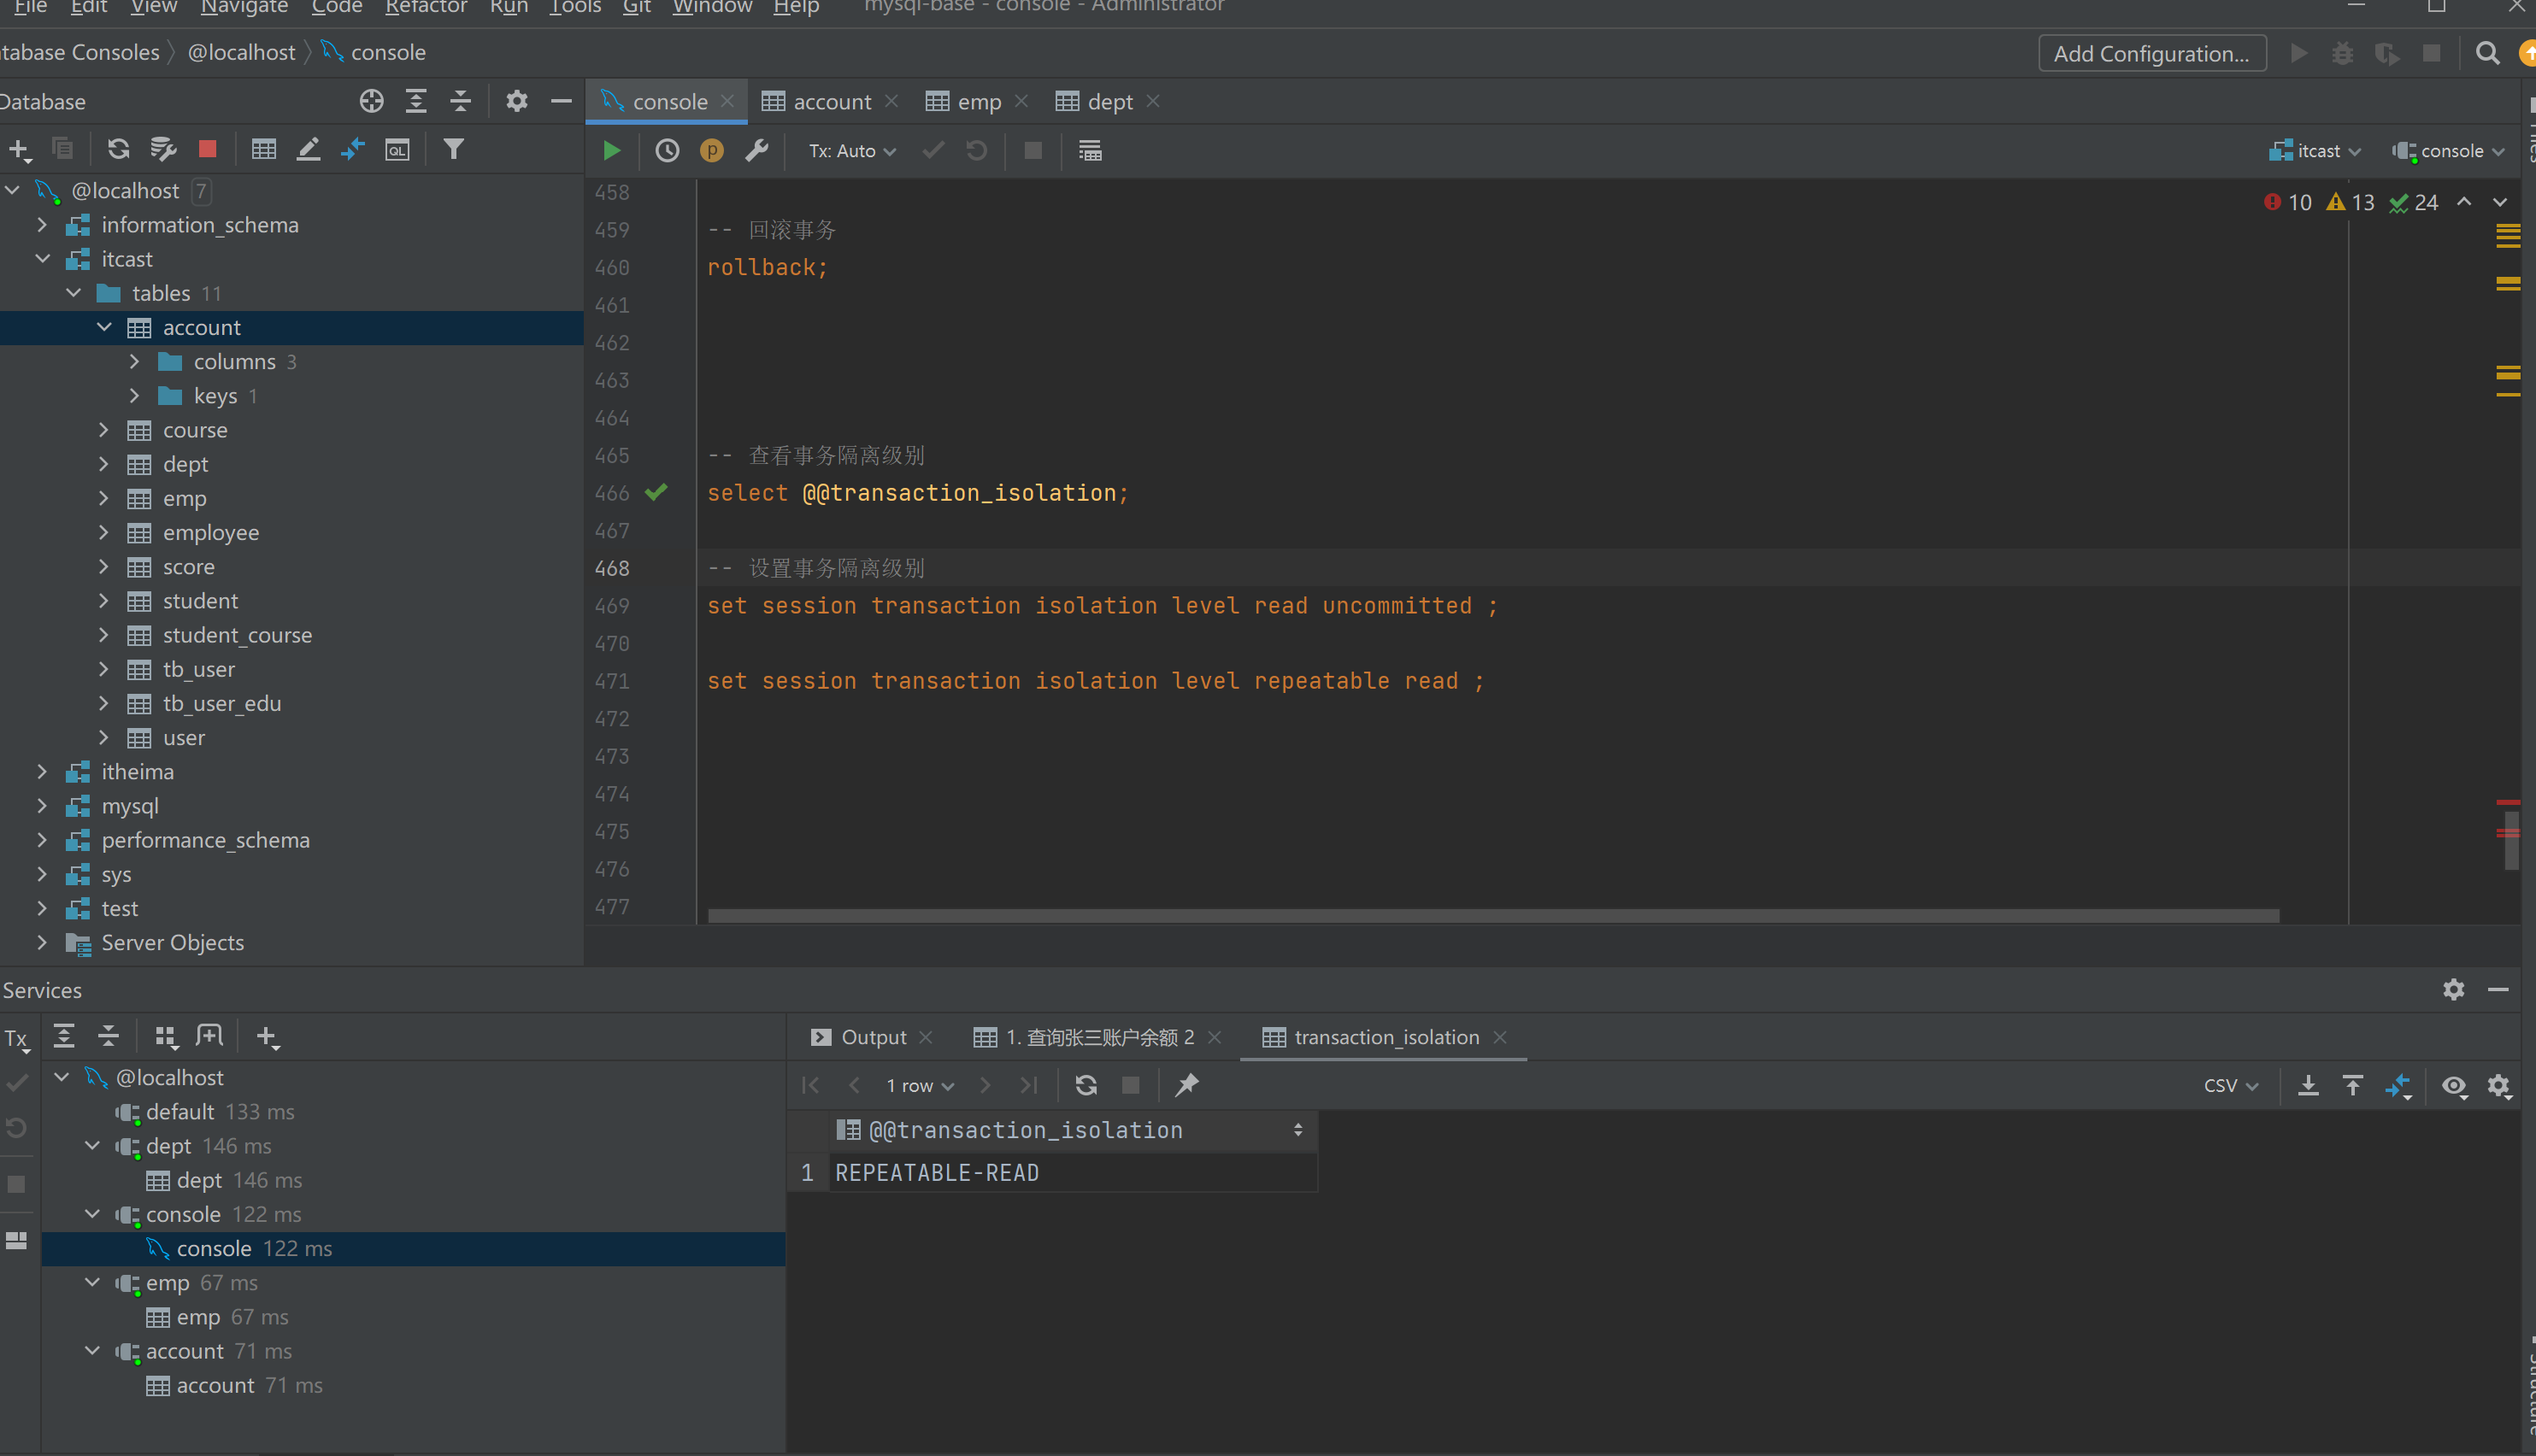 File Edit View Navigate Code Refactor Run Tools Git Window Help mysql-base - console - Administrator
tabase Consoles @localhost console Add Configuration...
Database
console account emp dept
Tx: Auto itcast console
@localhost 7
information_schema
itcast
tables 11
account
columns 3
keys 1
course
dept
emp
employee
score
student
student_course
tb_user
tb_user_edu
user
itheima
mysql
performance_schema
sys
test
Server Objects
10 13 24
458
459 -- 回滚事务
460 rollback;
461
462
463
464
465 -- 查看事务隔离级别
466 select @@transaction_isolation;
467
468 -- 设置事务隔离级别
469 set session transaction isolation level read uncommitted ;
470
471 set session transaction isolation level repeatable read ;
472
473
474
475
476
477
Services
Tx
@localhost
default 133 ms
dept 146 ms
dept 146 ms
console 122 ms
console 122 ms
emp 67 ms
emp 67 ms
account 71 ms
account 71 ms
Output 1. 查询张三账户余额 2 transaction_isolation
1 row CSV
@@transaction_isolation
1 REPEATABLE-READ